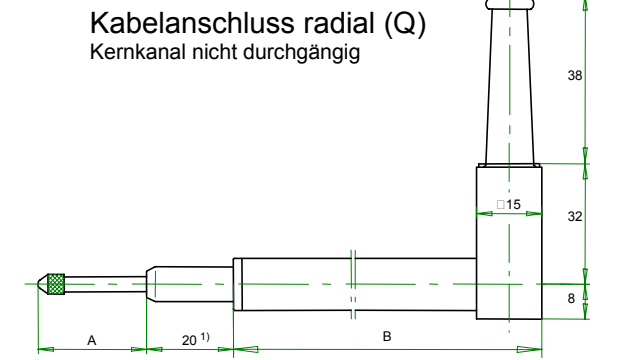 Kabelanschluss radial (Q)
Kernkanal nicht durchgängig
38
□15
32
8
A
20 1)
B